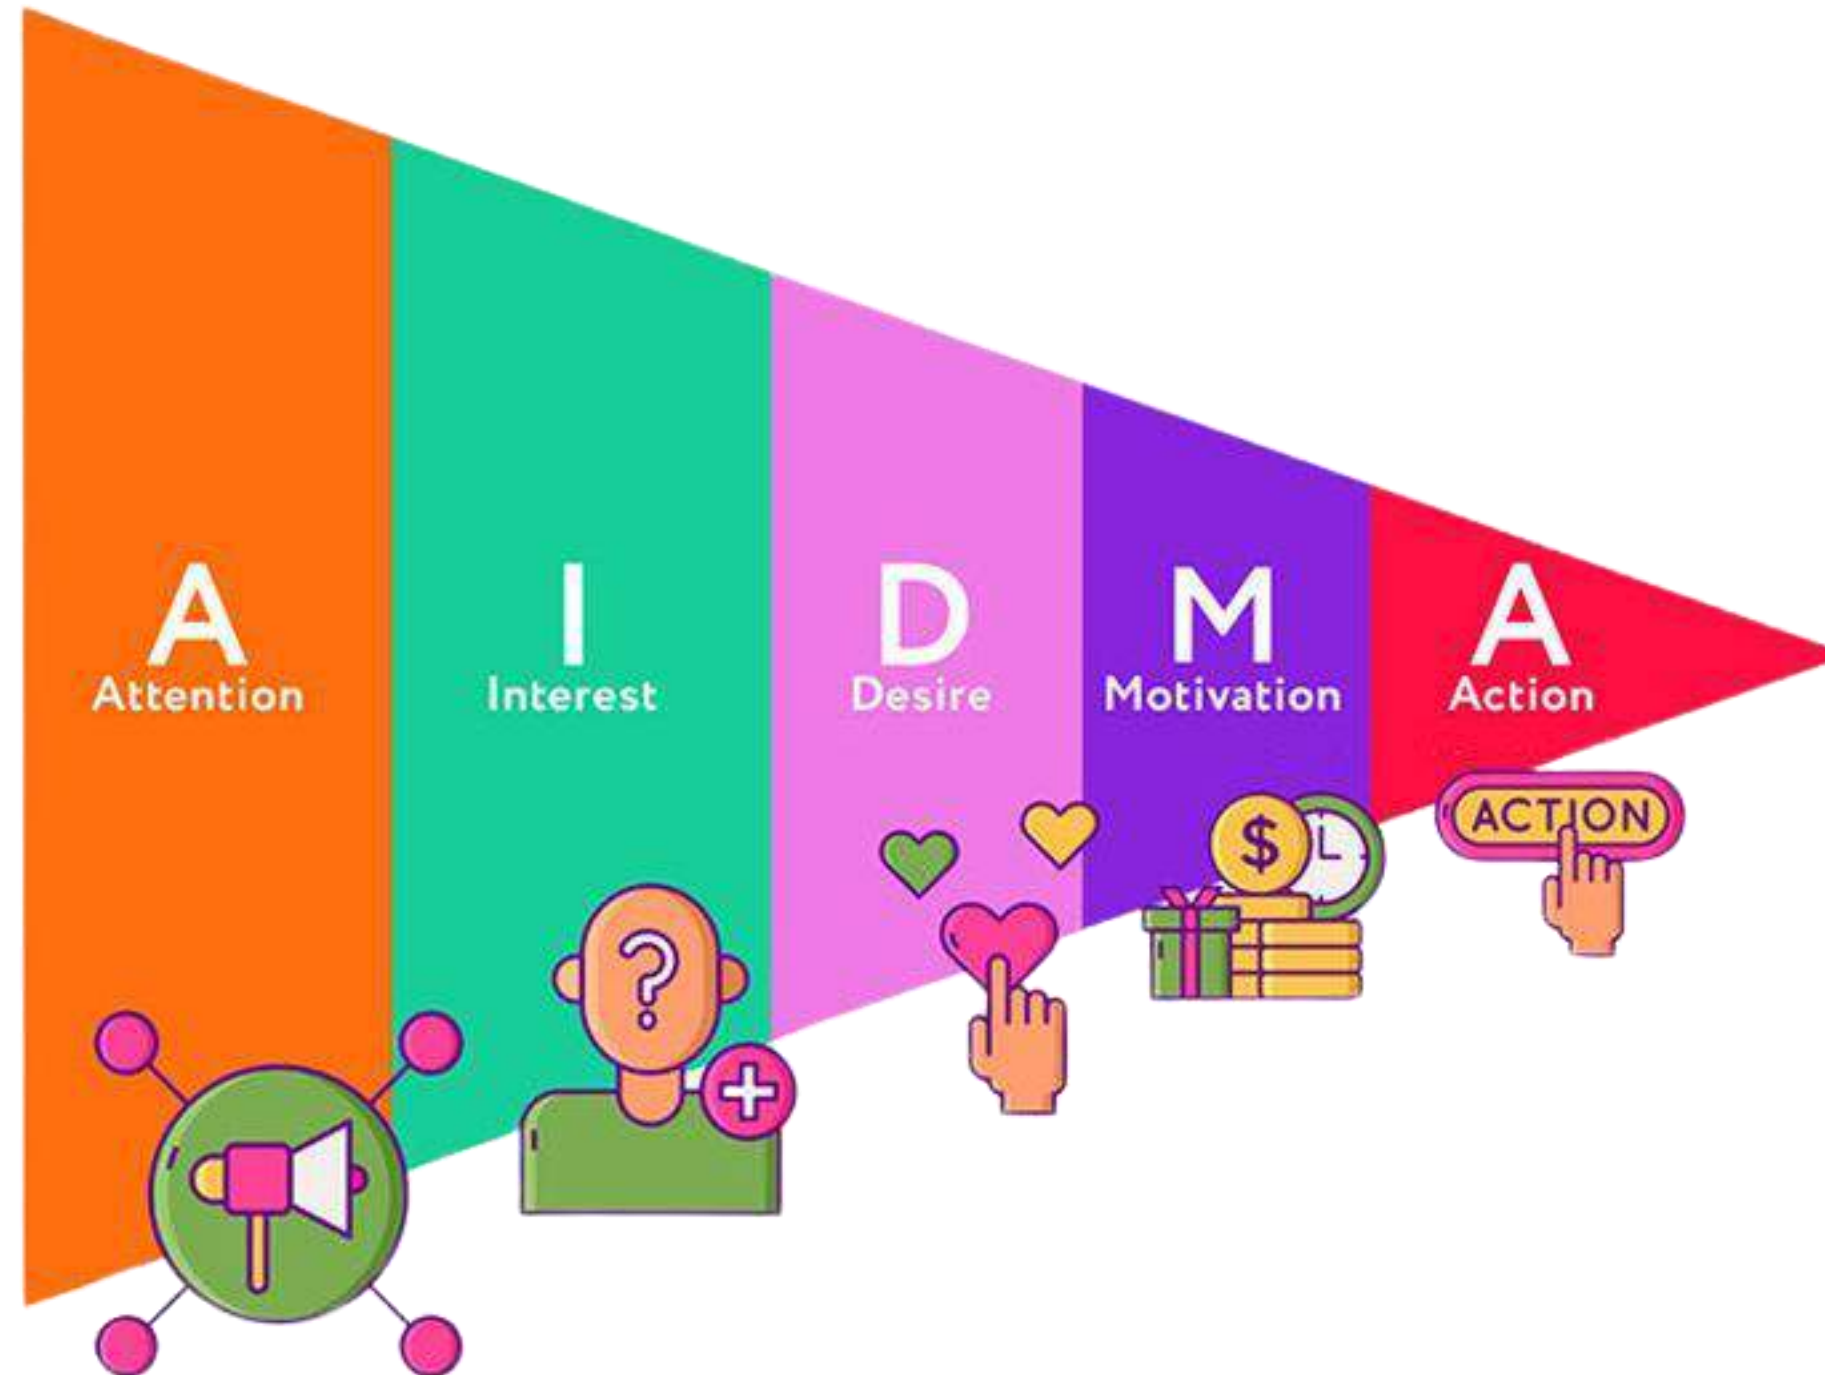 A
Attention
I
Interest
D
Desire
M
Motivation
A
Action
?
$
ACTION